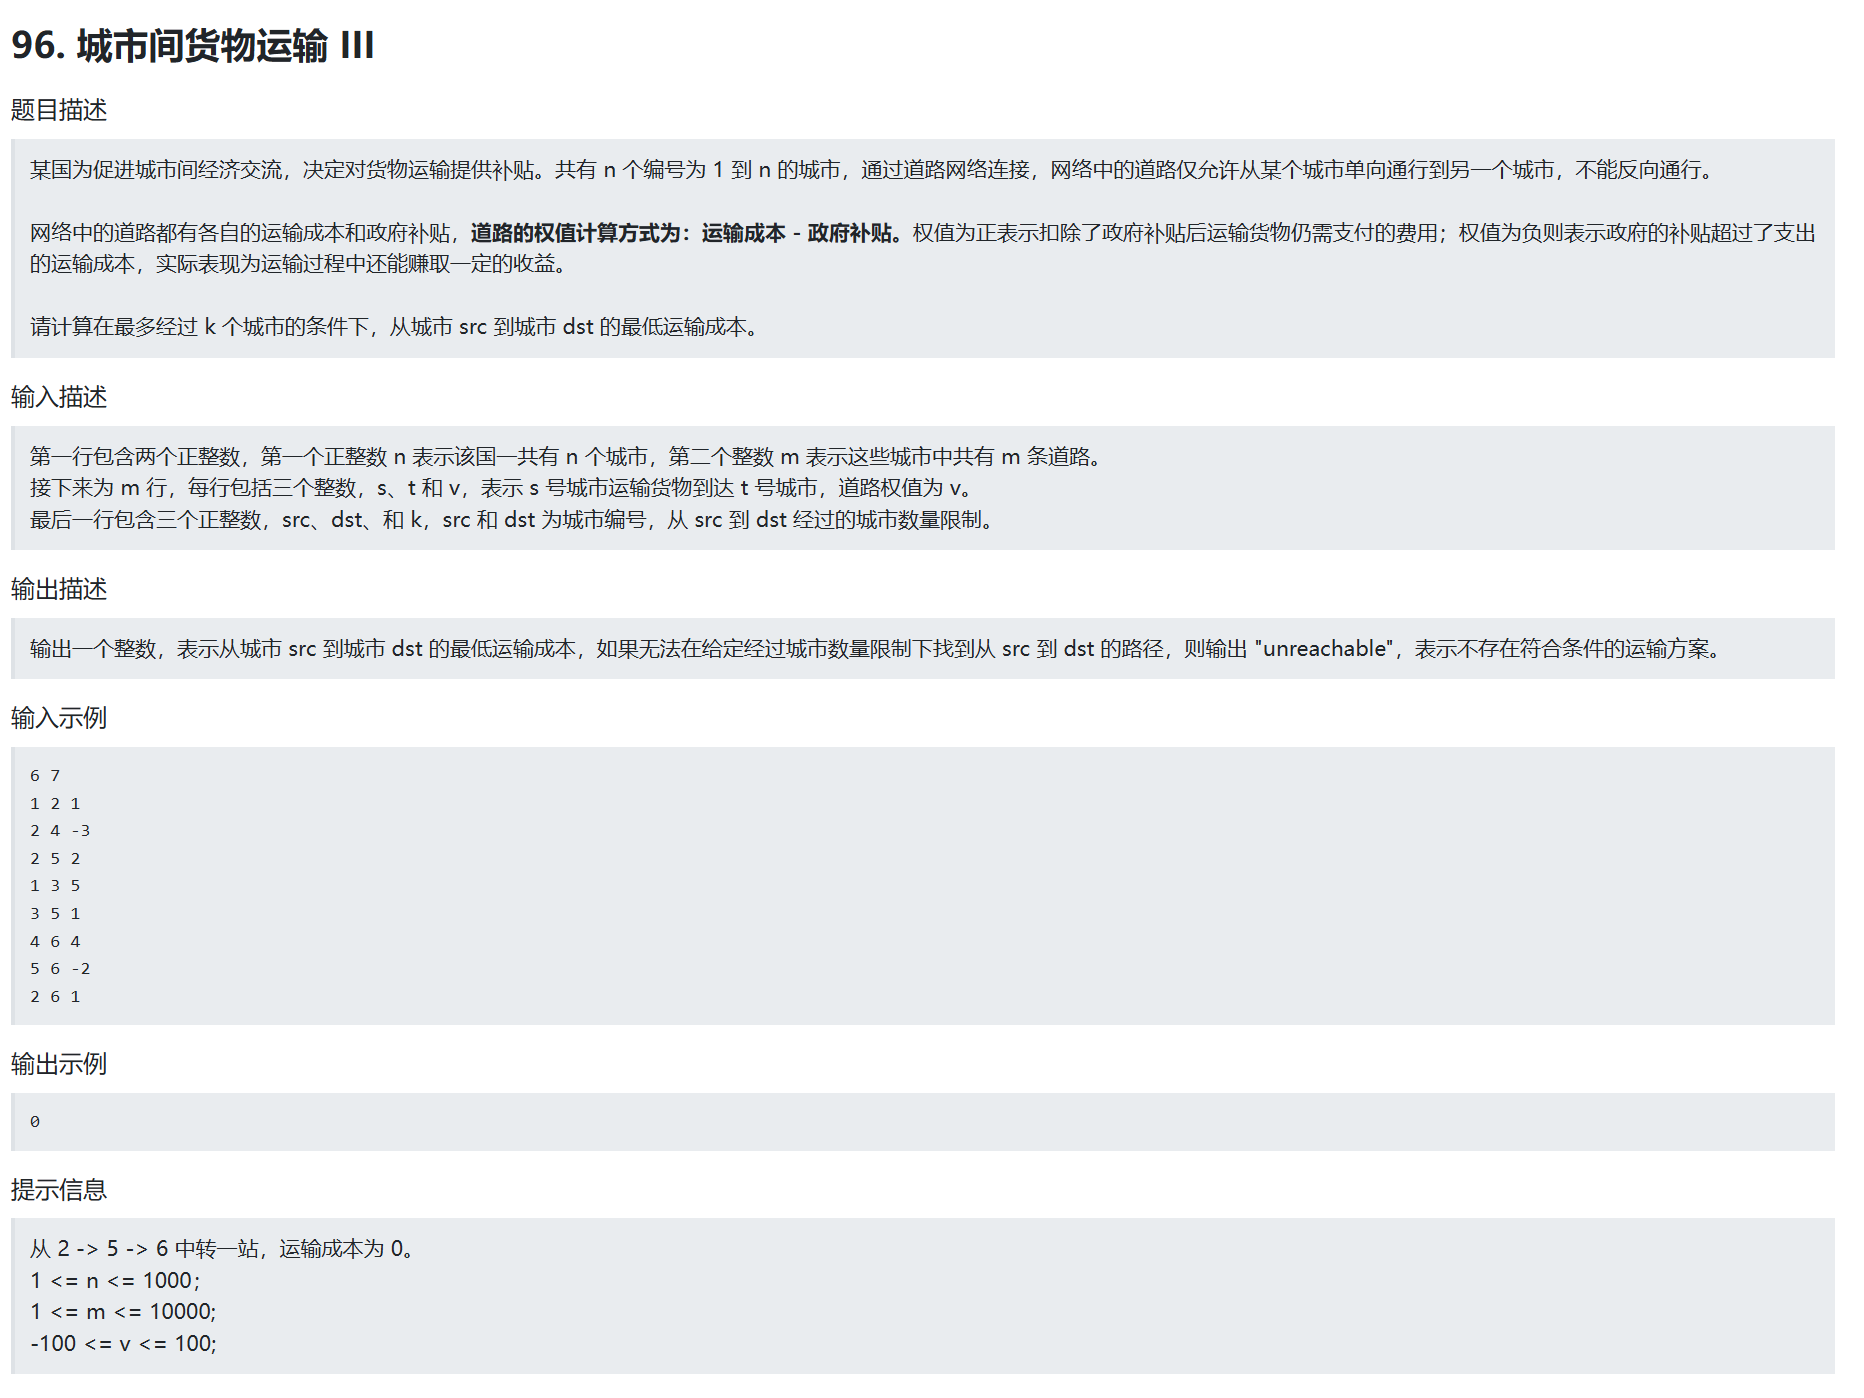 96. 城市间货物运输 III
题目描述
某国为促进城市间经济交流，决定对货物运输提供补贴。共有 n 个编号为 1 到 n 的城市，通过道路网络连接，网络中的道路仅允许从某个城市单向通行到另一个城市，不能反向通行。
网络中的道路都有各自的运输成本和政府补贴，道路的权值计算方式为：运输成本 - 政府补贴。权值为正表示扣除了政府补贴后运输货物仍需支付的费用；权值为负则表示政府的补贴超过了支出
的运输成本，实际表现为运输过程中还能赚取一定的收益。
请计算在最多经过 k 个城市的条件下，从城市 src 到城市 dst 的最低运输成本。
输入描述
第一行包含两个正整数，第一个正整数 n 表示该国一共有 n 个城市，第二个整数 m 表示这些城市中共有 m 条道路。
接下来为 m 行，每行包括三个整数，s、t 和 v，表示 s 号城市运输货物到达 t 号城市，道路权值为 v。
最后一行包含三个正整数，src、dst、和 k，src 和 dst 为城市编号，从 src 到 dst 经过的城市数量限制。
输出描述
输出一个整数，表示从城市 src 到城市 dst 的最低运输成本，如果无法在给定经过城市数量限制下找到从 src 到 dst 的路径，则输出 "unreachable"，表示不存在符合条件的运输方案。
输入示例
6 7
1 2 1
2 4 -3
2 5 2
1 3 5
3 5 1
4 6 4
5 6 -2
2 6 1
输出示例
0
提示信息
从 2 -> 5 -> 6 中转一站，运输成本为 0。
1 <= n <= 1000；
1 <= m <= 10000;
-100 <= v <= 100;